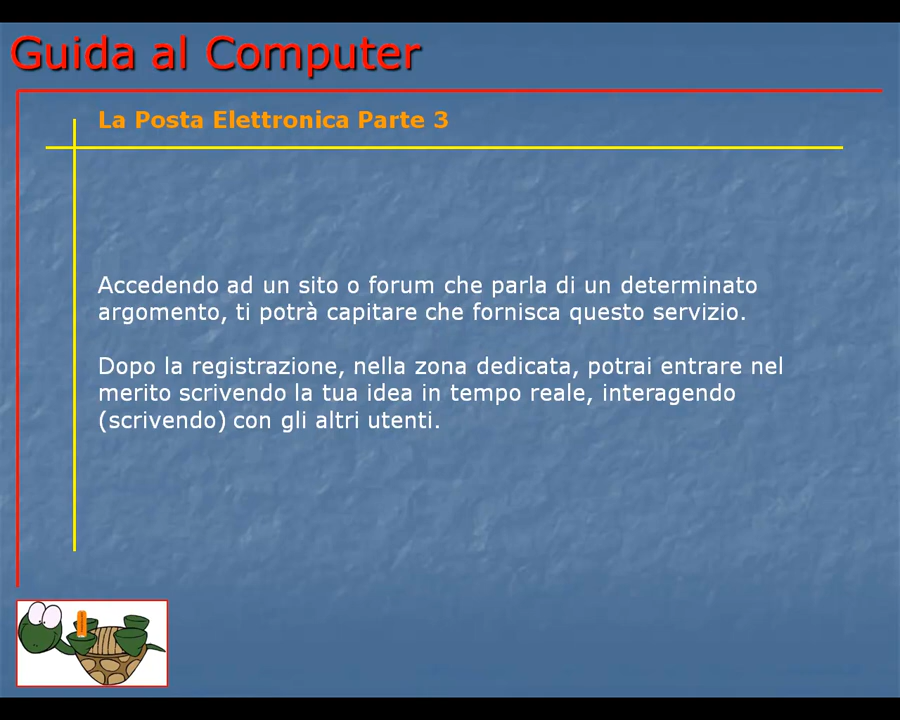 Guida al Computer
La Posta Elettronica Parte 3
Accedendo ad un sito o forum che parla di un determinato
argomento, ti potrà capitare che fornisca questo servizio.
Dopo la registrazione, nella zona dedicata, potrai entrare nel
merito scrivendo la tua idea in tempo reale, interagendo
(scrivendo) con gli altri utenti.